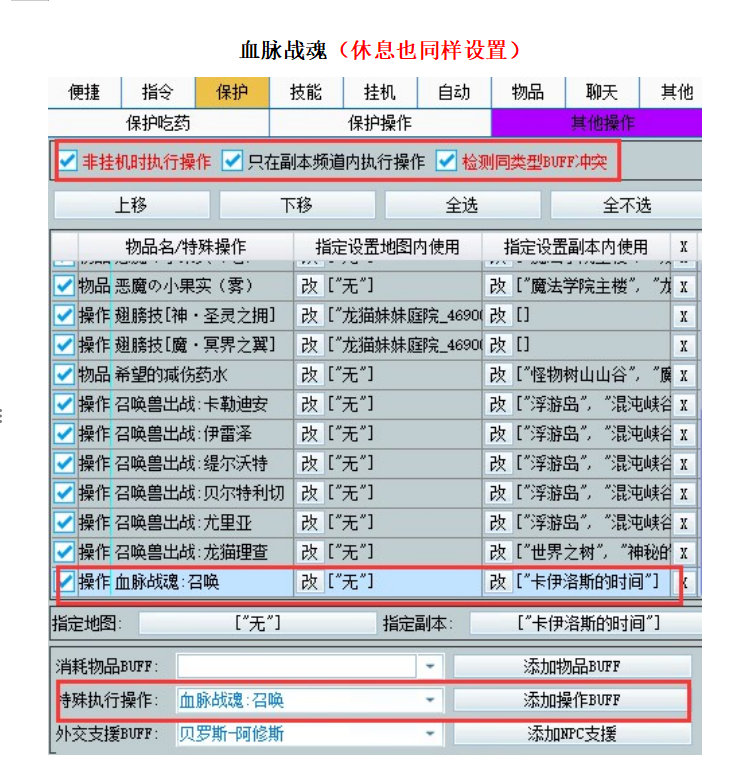 血脉战魂（休息也同样设置）
便捷 指令 保护 技能 挂机 自动 物品 聊天 其他
保护吃药 保护操作 其他操作
非挂机时执行操作 只在副本频道内执行操作 检测同类型BUFF冲突
上移 下移 全选 全不选
物品名/特殊操作 指定设置地图内使用 指定设置副本内使用 X
物品 恶魔の小果实（雾） 改 ["无"] 改 ["魔法学院主楼", "龙 X
操作 翅膀技[神·圣灵之拥] 改 ["龙猫妹妹庭院_4690 改 [] X
操作 翅膀技[魔·冥界之翼] 改 ["龙猫妹妹庭院_4690 改 [] X
物品 希望的减伤药水 改 ["无"] 改 ["怪物树山山谷", "魔 X
操作 召唤兽出战:卡勒迪安 改 ["无"] 改 ["浮游岛", "混沌峡谷 X
操作 召唤兽出战:伊雷泽 改 ["无"] 改 ["浮游岛", "混沌峡谷 X
操作 召唤兽出战:缇尔沃特 改 ["无"] 改 ["浮游岛", "混沌峡谷 X
操作 召唤兽出战:贝尔特利切 改 ["无"] 改 ["浮游岛", "混沌峡谷 X
操作 召唤兽出战:尤里亚 改 ["无"] 改 ["浮游岛", "混沌峡谷 X
操作 召唤兽出战:龙猫理查 改 ["无"] 改 ["世界之树", "神秘的 X
操作 血脉战魂:召唤 改 ["无"] 改 ["卡伊洛斯的时间"] X
指定地图: ["无"] 指定副本: ["卡伊洛斯的时间"]
消耗物品BUFF: 添加物品BUFF
特殊执行操作: 血脉战魂:召唤 添加操作BUFF
外交支援BUFF: 贝罗斯-阿修斯 添加NPC支援